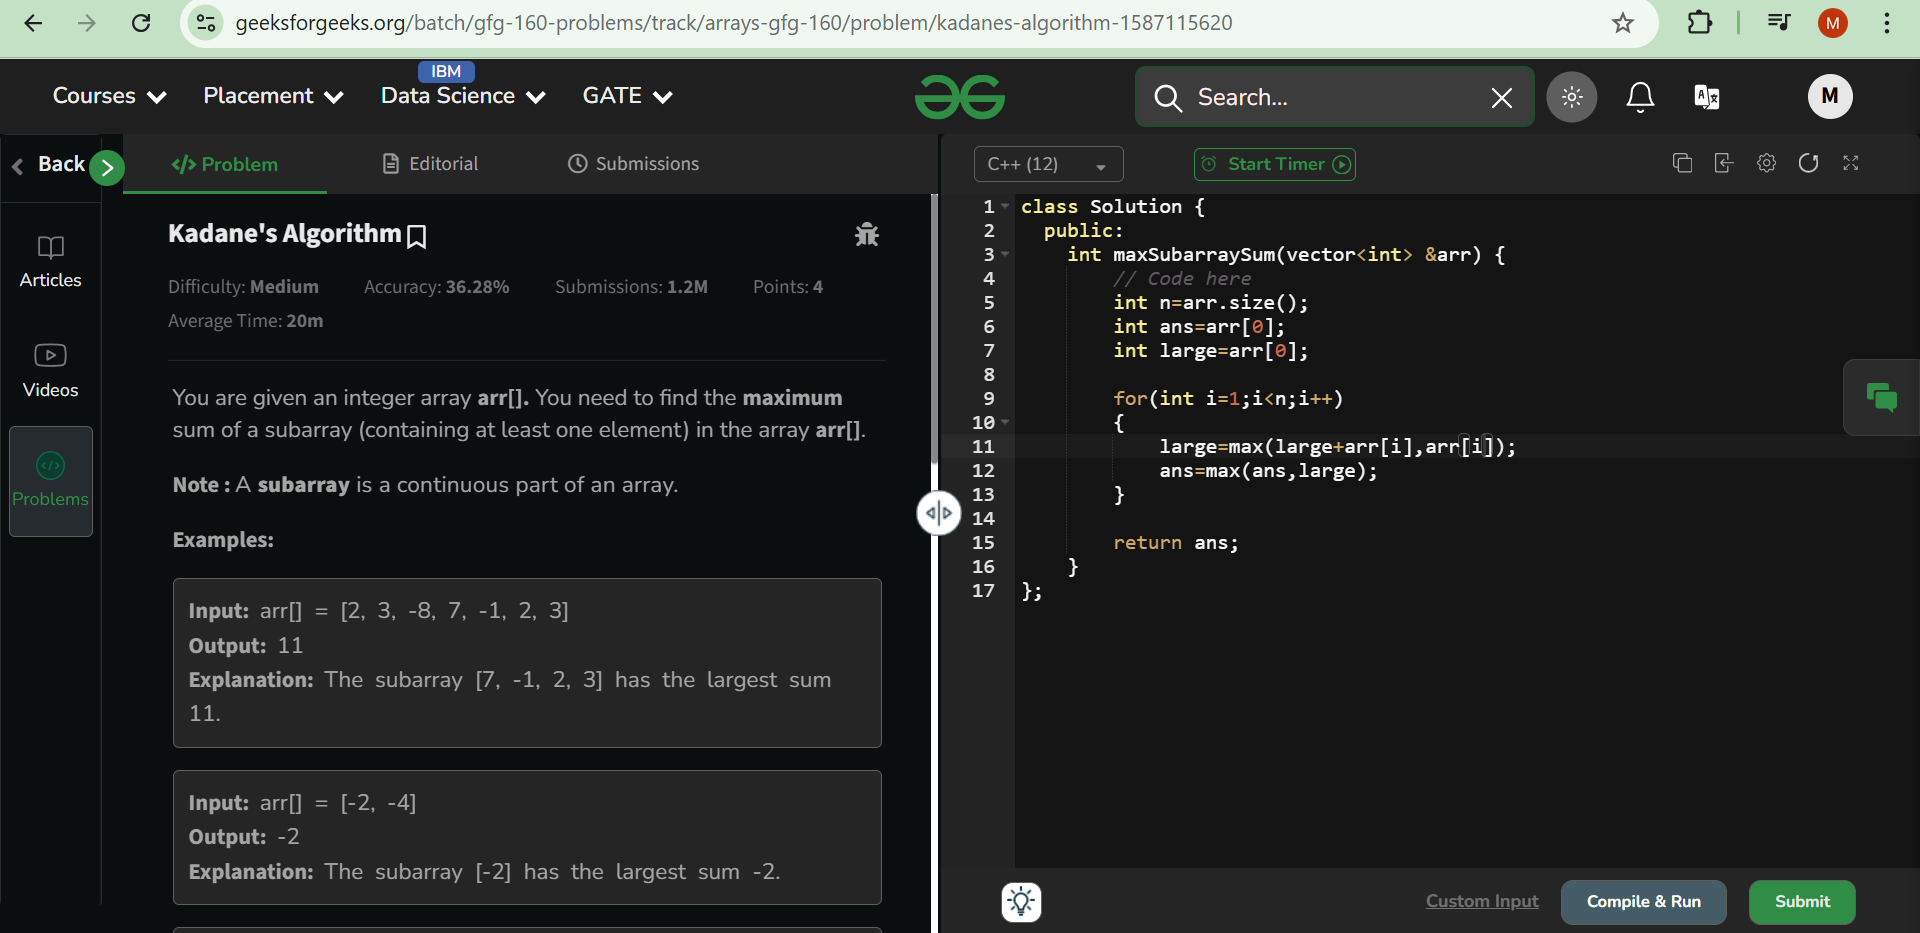 geeksforgeeks.org/batch/gfg-160-problems/track/arrays-gfg-160/problem/kadanes-algorithm-1587115620
M
Courses
Placement
IBM
Data Science
GATE
Search...
M
Back
Problem
Editorial
Submissions
C++ (12)
Start Timer
Articles
Videos
Problems
Kadane's Algorithm
Difficulty: Medium Accuracy: 36.28% Submissions: 1.2M Points: 4
Average Time: 20m
You are given an integer array arr[]. You need to find the maximum
sum of a subarray (containing at least one element) in the array arr[].
Note : A subarray is a continuous part of an array.
Examples:
Input: arr[] = [2, 3, -8, 7, -1, 2, 3]
Output: 11
Explanation: The subarray [7, -1, 2, 3] has the largest sum
11.
Input: arr[] = [-2, -4]
Output: -2
Explanation: The subarray [-2] has the largest sum -2.
1 class Solution {
2   public:
3     int maxSubarraySum(vector<int> &arr) {
4         // Code here
5         int n=arr.size();
6         int ans=arr[0];
7         int large=arr[0];
8
9         for(int i=1;i<n;i++)
10         {
11             large=max(large+arr[i],arr[i]);
12             ans=max(ans,large);
13         }
14
15         return ans;
16     }
17 };
Custom Input
Compile & Run
Submit